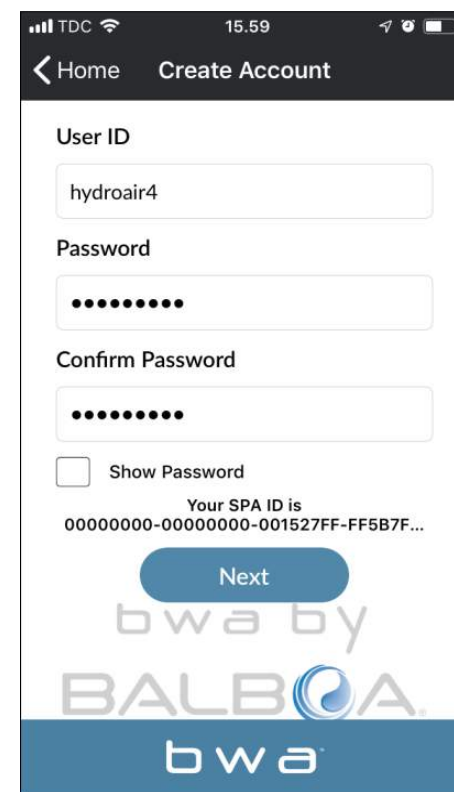 TDC 15.59
Home Create Account
User ID
hydroair4
Password
•••••••••
Confirm Password
•••••••••
Show Password
Your SPA ID is
00000000-00000000-001527FF-FF5B7F...
Next
bwa by
BALBOA®
bwa